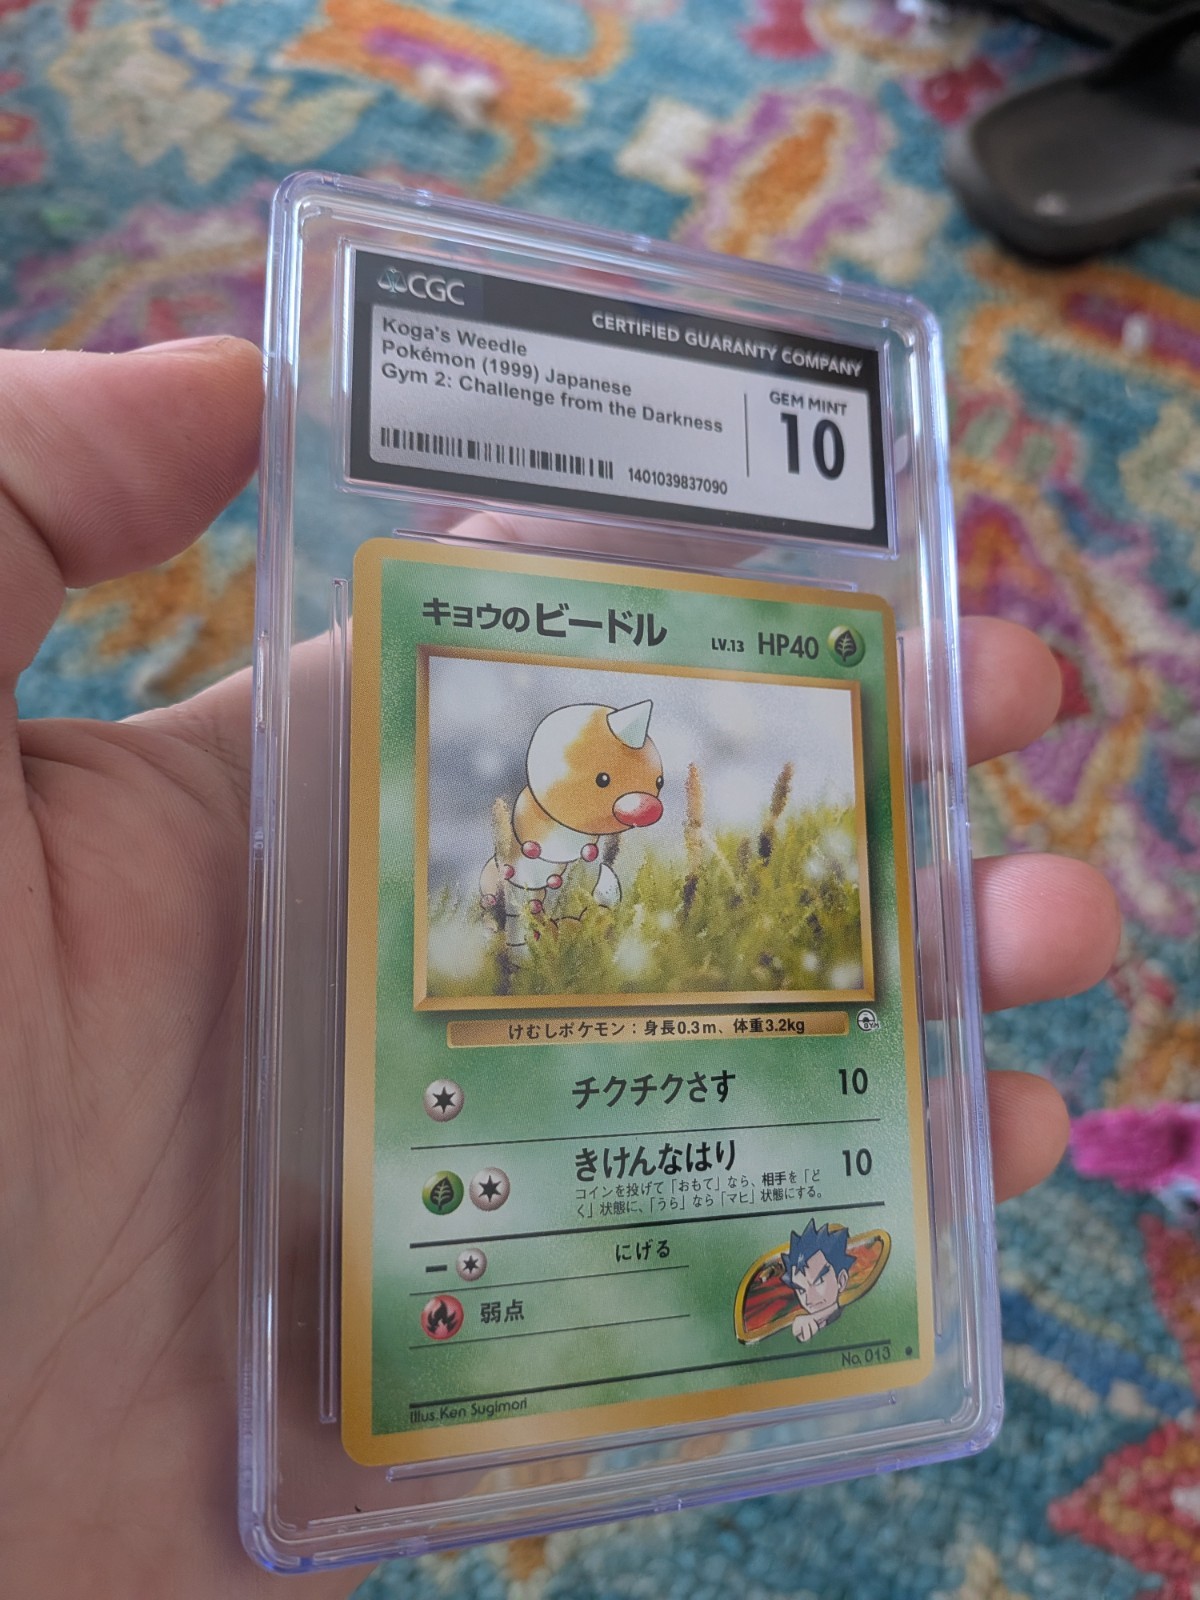 CGC
CERTIFIED GUARANTY COMPANY
Koga's Weedle
Pokémon (1999) Japanese
Gym 2: Challenge from the Darkness
GEM MINT
10
1401039837090
キョウのビードル LV.13 HP40
けむしポケモン：身長0.3m、体重3.2kg
GYM
チクチクさす 10
きけんなはり 10
コインを投げて「おもて」なら、相手を「ど
く」状態に、「うら」なら「マヒ」状態にする。
にげる
弱点
No. 013
Illus. Ken Sugimori